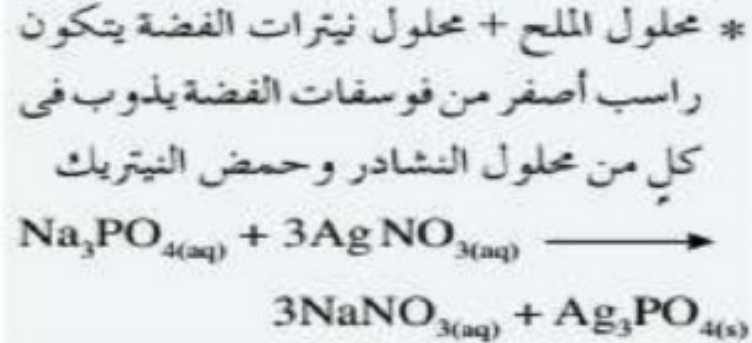 * محلول الملح + محلول نيترات الفضة يتكون
راسب أصفر من فوسفات الفضة يذوب فى
كلٍ من محلول النشادر وحمض النيتريك
Na₃PO₄₍ₐq₎ + 3AgNO₃₍ₐq₎ ⟶
3NaNO₃₍ₐq₎ + Ag₃PO₄₍ₛ₎